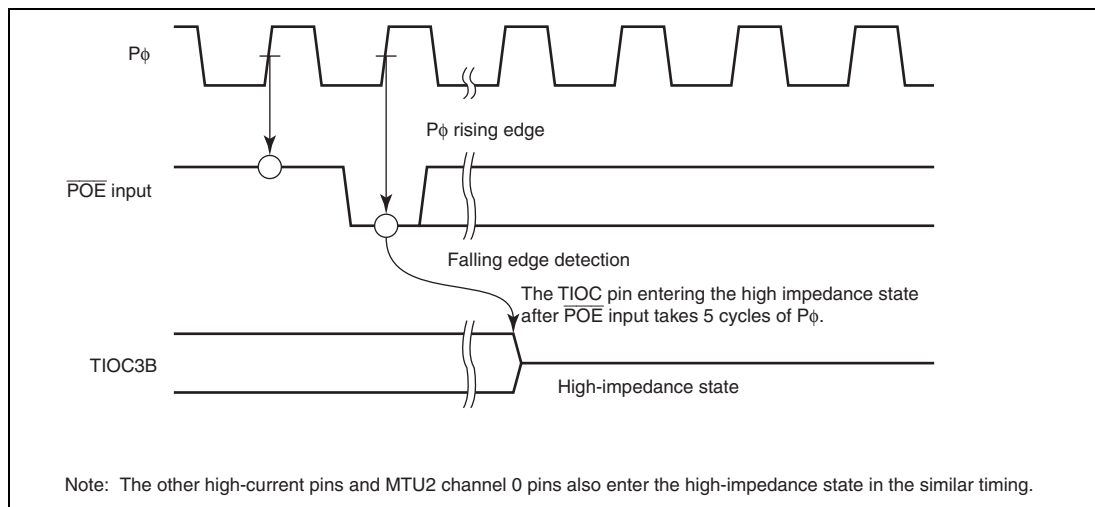 Pϕ
Pϕ rising edge
P̅O̅E̅ input
Falling edge detection
The TIOC pin entering the high impedance state
after P̅O̅E̅ input takes 5 cycles of Pϕ.
TIOC3B
High-impedance state
Note: The other high-current pins and MTU2 channel 0 pins also enter the high-impedance state in the similar timing.